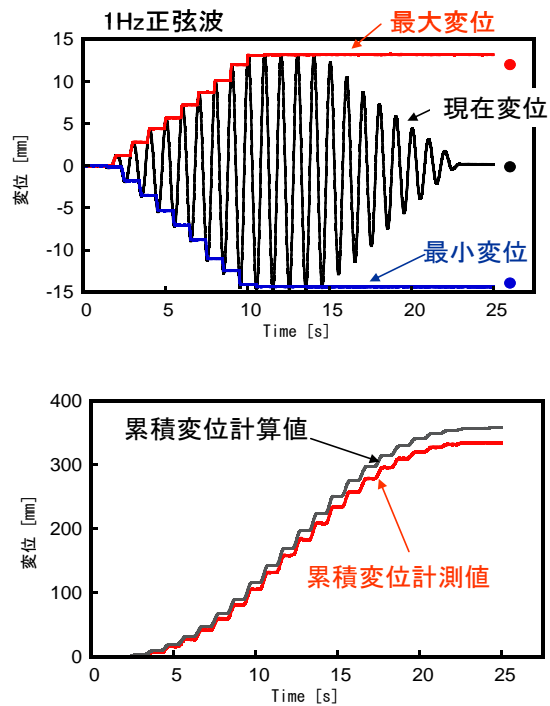 1Hz正弦波
最大変位
15
10
5
0
-5
-10
-15
変位 [mm]
現在変位
最小変位
0 5 10 15 20 25
Time [s]
400
300
200
100
0
変位 [mm]
累積変位計算値
累積変位計測値
0 5 10 15 20 25
Time [s]